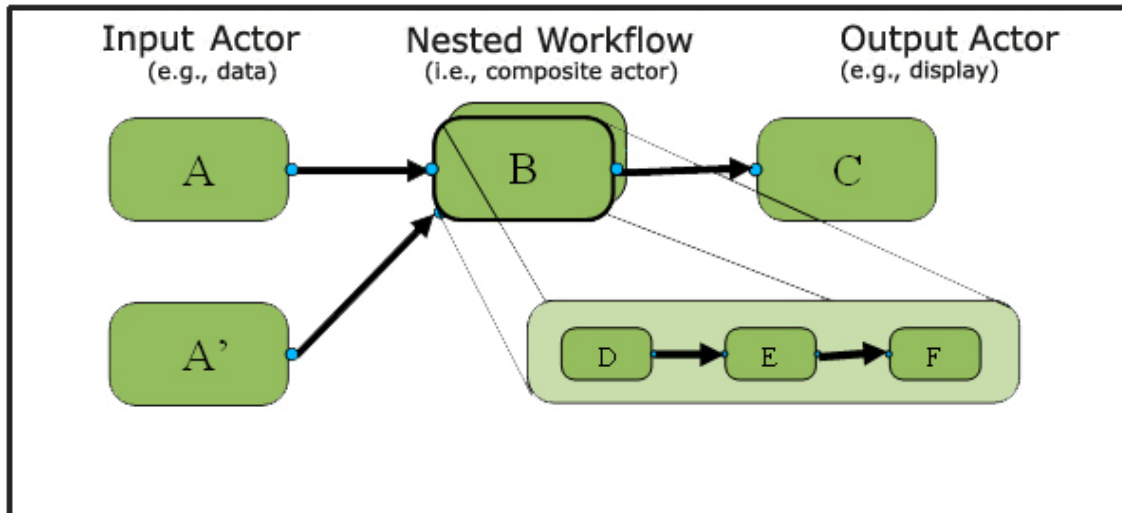 Input Actor
(e.g., data)
Nested Workflow
(i.e., composite actor)
Output Actor
(e.g., display)
A
B
C
A’
D
E
F